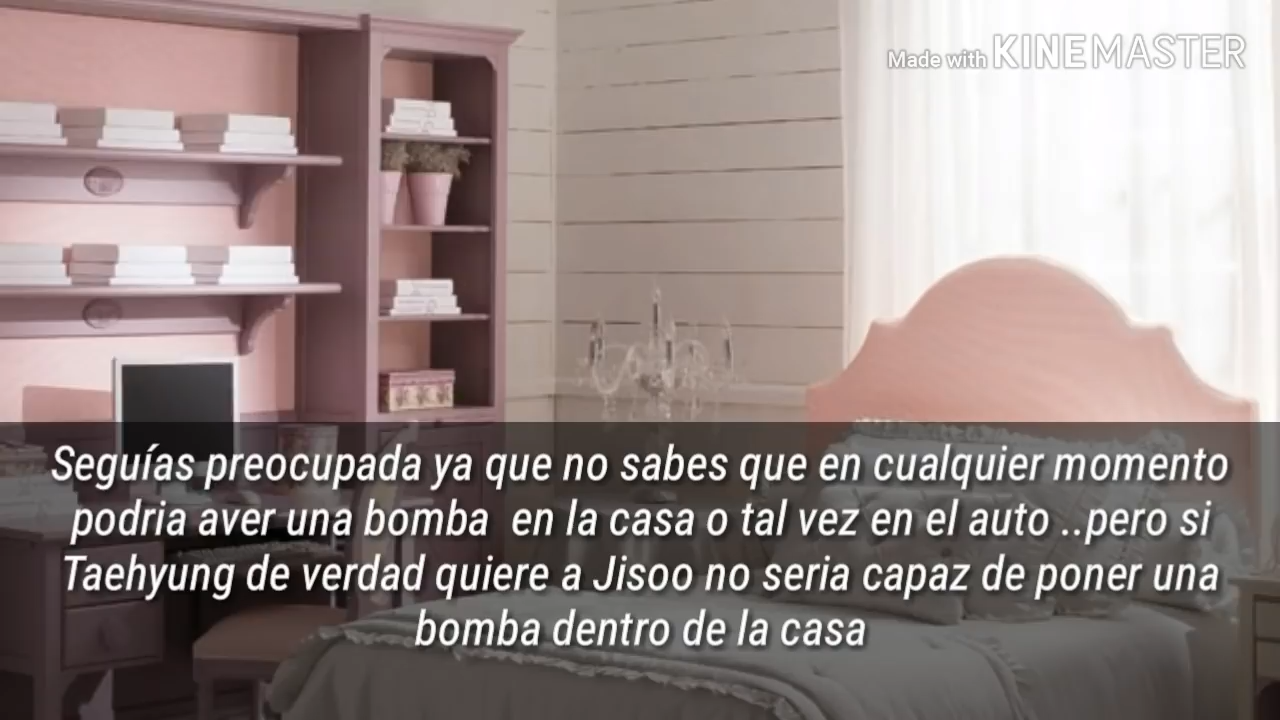 Made with KINEMASTER
Seguías preocupada ya que no sabes que en cualquier momento
podria aver una bomba en la casa o tal vez en el auto ..pero si
Taehyung de verdad quiere a Jisoo no seria capaz de poner una
bomba dentro de la casa